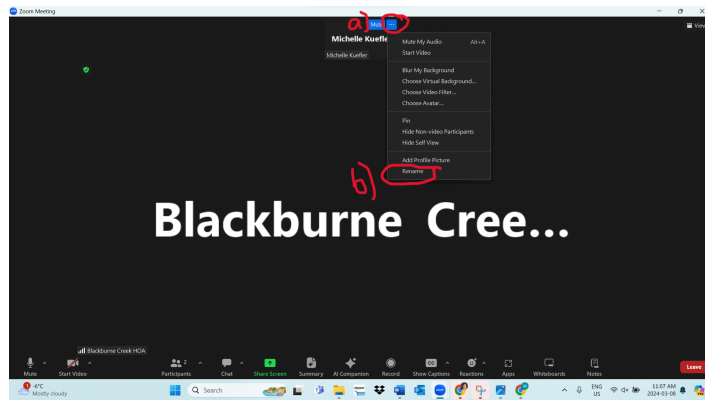 Zoom Meeting
View
a) Mute ...
Michelle Kuefle
Michelle Kuefler
Mute My Audio Alt+A
Start Video
Blur My Background
Choose Virtual Background...
Choose Video Filter...
Choose Avatar...
Pin
Hide Non-video Participants
Hide Self View
Add Profile Picture
b) Rename
Blackburne Cree...
Blackburne Creek HOA
2
CC
Mute Start Video Participants Chat Share Screen Summary AI Companion Record Show Captions Reactions Apps Whiteboards Notes Leave
-6°C
Mostly cloudy
Search
ENG
US
11:07 AM
2024-03-08